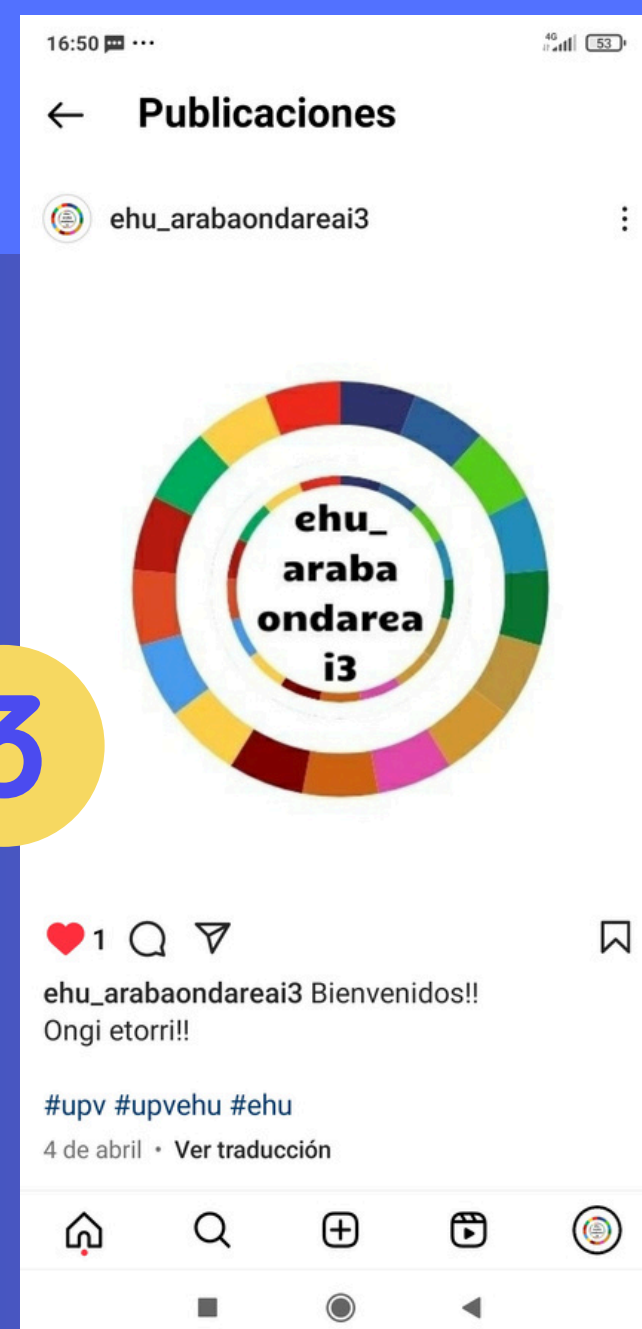 16:50
4G
53
Publicaciones
ehu_arabaondareai3
ehu_
araba
ondarea
i3
3
1
ehu_arabaondareai3 Bienvenidos!!
Ongi etorri!!
#upv #upvehu #ehu
4 de abril • Ver traducción